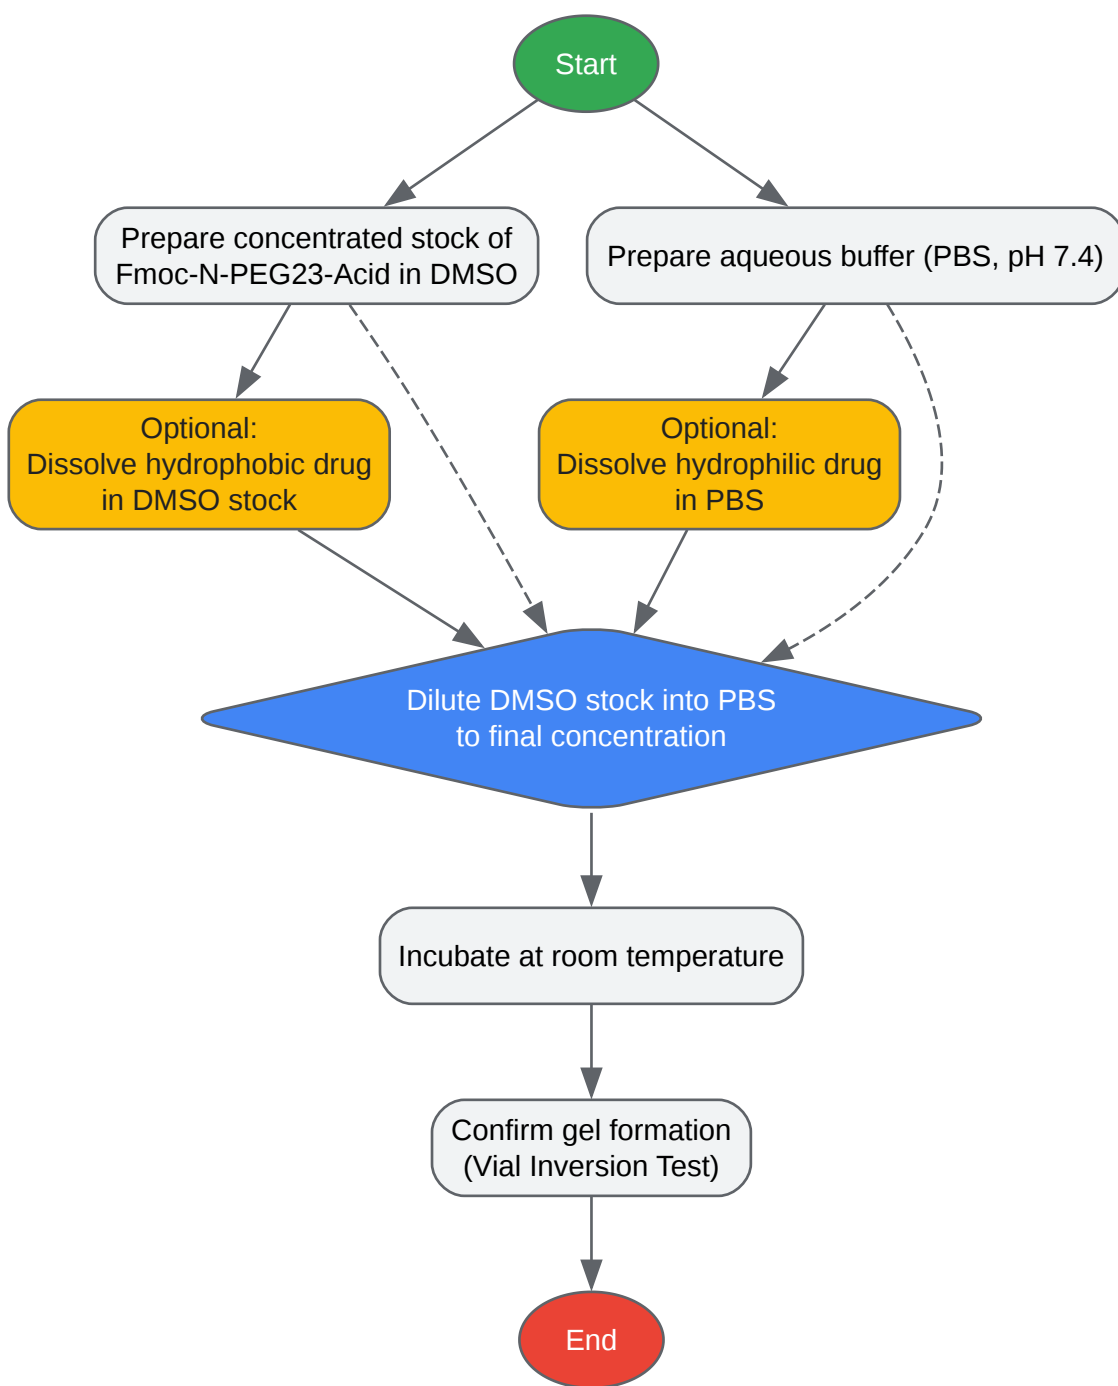 Start
Prepare concentrated stock of
Fmoc-N-PEG23-Acid in DMSO
Prepare aqueous buffer (PBS, pH 7.4)
Optional:
Dissolve hydrophobic drug
in DMSO stock
Optional:
Dissolve hydrophilic drug
in PBS
Dilute DMSO stock into PBS
to final concentration
Incubate at room temperature
Confirm gel formation
(Vial Inversion Test)
End